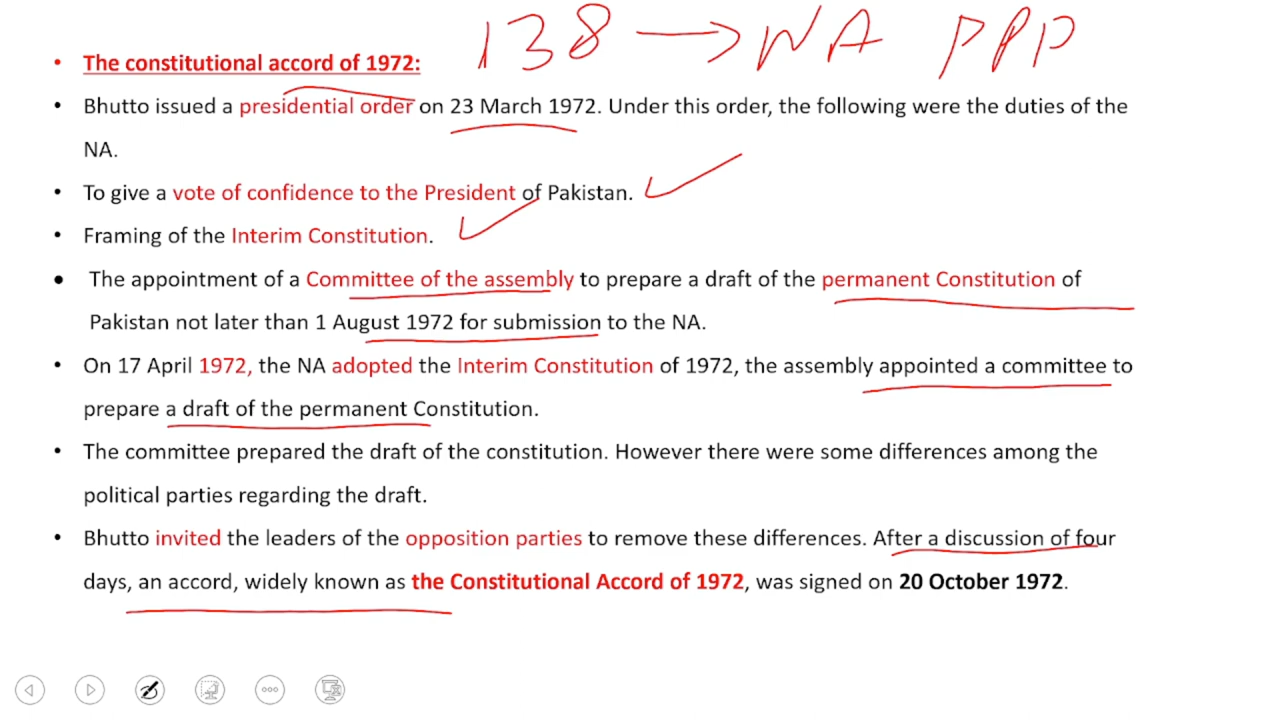 138 → NA PPP
• The constitutional accord of 1972:
• Bhutto issued a presidential order on 23 March 1972. Under this order, the following were the duties of the
NA.
• To give a vote of confidence to the President of Pakistan.
• Framing of the Interim Constitution.
• The appointment of a Committee of the assembly to prepare a draft of the permanent Constitution of
Pakistan not later than 1 August 1972 for submission to the NA.
• On 17 April 1972, the NA adopted the Interim Constitution of 1972, the assembly appointed a committee to
prepare a draft of the permanent Constitution.
• The committee prepared the draft of the constitution. However there were some differences among the
political parties regarding the draft.
• Bhutto invited the leaders of the opposition parties to remove these differences. After a discussion of four
days, an accord, widely known as the Constitutional Accord of 1972, was signed on 20 October 1972.